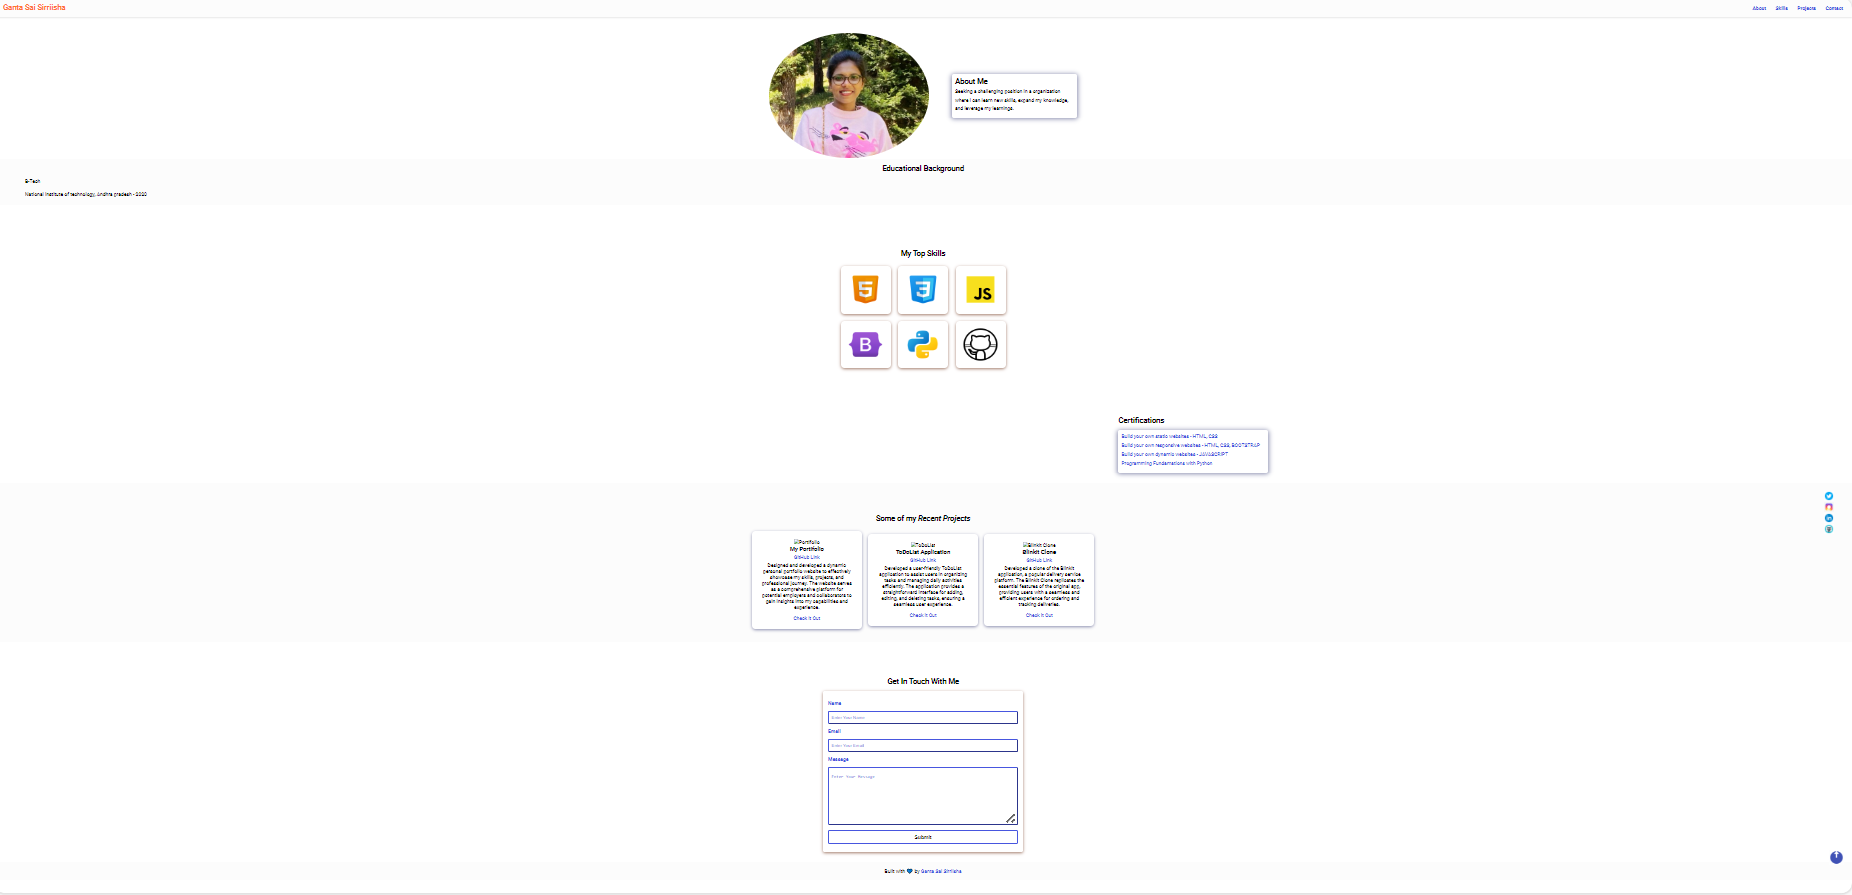 Ganta Sai Sirriisha
About Skills Projects Contact
About Me
Seeking a challenging position in a organization
where I can learn new skills, expand my knowledge,
and leverage my learnings.
Educational Background
B-Tech
National institute of technology, Andhra pradesh - 2023
My Top Skills
5
3
JS
B
Certifications
Build your own static websites - HTML, CSS
Build your own responsive websites - HTML, CSS, BOOTSTRAP
Build your own dynamic websites - JAVASCRIPT
Programming Fundamations with Python
Some of my Recent Projects
Portifolio
My Portifolio
GitHub Link
Designed and developed a dynamic
personal portfolio website to effectively
showcase my skills, projects, and
professional journey. The website serves
as a comprehensive platform for
potential employers and collaborators to
gain insights into my capabilities and
experience.
Check It Out
ToDoList
ToDoList Application
GitHub Link
Developed a user-friendly ToDoList
application to assist users in organizing
tasks and managing daily activities
efficiently. The application provides a
straightforward interface for adding,
editing, and deleting tasks, ensuring a
seamless user experience.
Check It Out
Blinkit Clone
Blinkit Clone
GitHub Link
Developed a clone of the Blinkit
application, a popular delivery service
platform. The Blinkit Clone replicates the
essential features of the original app,
providing users with a seamless and
efficient experience for ordering and
tracking deliveries.
Check It Out
Get In Touch With Me
Name
Enter Your Name
Email
Enter Your Email
Message
Enter Your Message
Submit
Built with 💙 by Ganta Sai Sirriisha